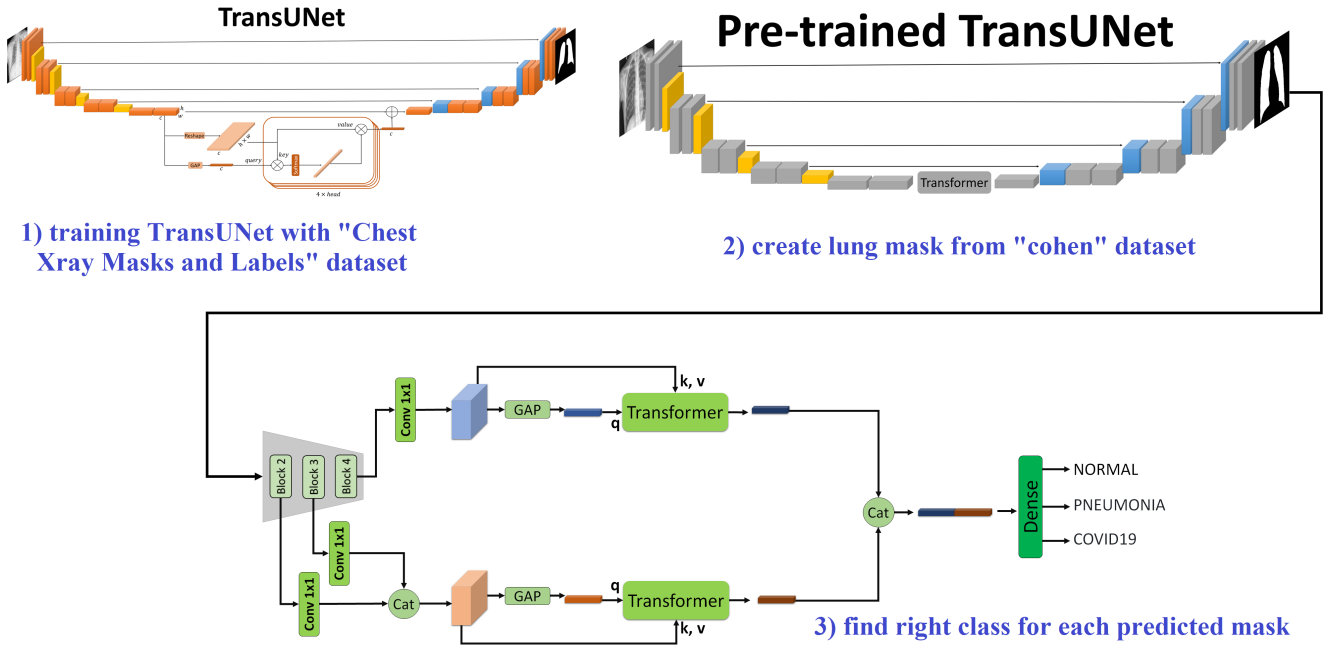 TransUNet
Pre-trained TransUNet
h
w
c
Reshape
c
h × w
GAP
c
query
key
Softmax
value
c
4 × head
Transformer
1) training TransUNet with "Chest
Xray Masks and Labels" dataset
2) create lung mask from "cohen" dataset
Conv 1x1
GAP
k, v
q
Transformer
Block 2
Block 3
Block 4
Conv 1x1
Conv 1x1
Cat
GAP
q
Transformer
k, v
Cat
Dense
NORMAL
PNEUMONIA
COVID19
3) find right class for each predicted mask